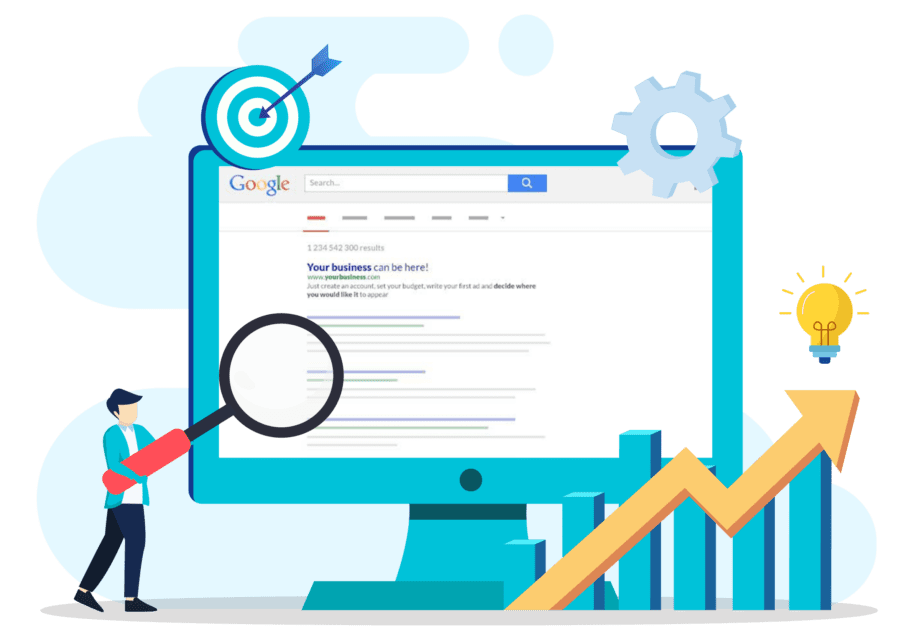 Google
Search...
1 234 542 300 results
Your business can be here!
www.yourbusiness.com
Just create an account, set your budget, write your first ad and decide where
you would like it to appear